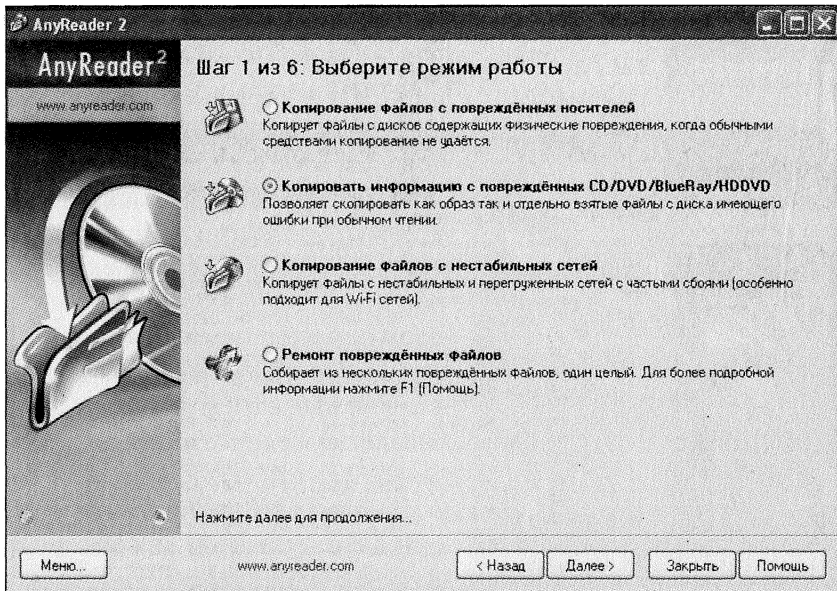 AnyReader 2
AnyReader²
www.anyreader.com
Шаг 1 из 6: Выберите режим работы
Копирование файлов с повреждённых носителей
Копирует файлы с дисков содержащих физические повреждения, когда обычными
средствами копирование не удаётся.
Копировать информацию с повреждённых CD/DVD/BlueRay/HDDVD
Позволяет скопировать как образ так и отдельно взятые файлы с диска имеющего
ошибки при обычном чтении.
Копирование файлов с нестабильных сетей
Копирует файлы с нестабильных и перегруженных сетей с частыми сбоями (особенно
подходит для Wi-Fi сетей).
Ремонт повреждённых файлов
Собирает из нескольких повреждённых файлов, один целый. Для более подробной
информации нажмите F1 (Помощь).
Нажмите далее для продолжения...
Меню...
www.anyreader.com
< Назад
Далее >
Закрыть
Помощь